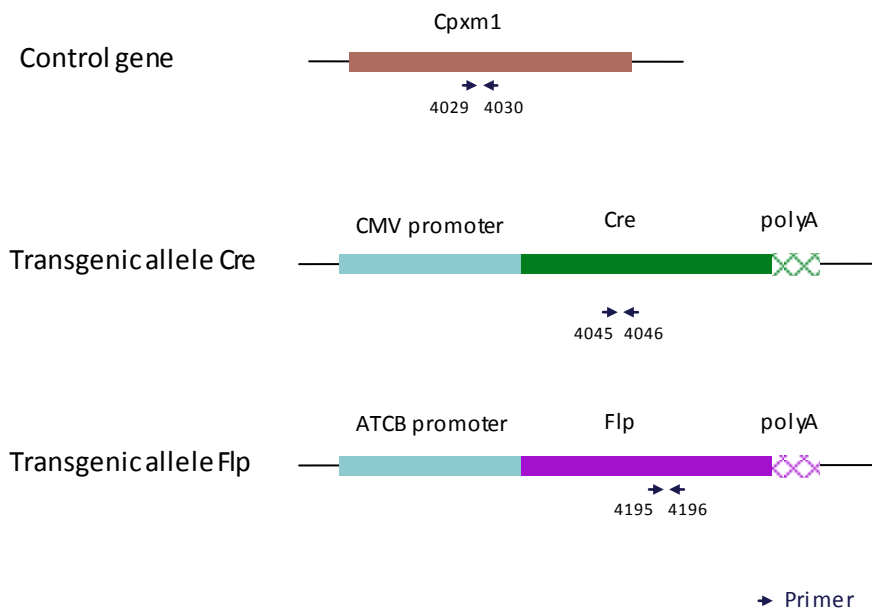 Cpxm1
Control gene
4029 4030
CMV promoter Cre polyA
Transgenic allele Cre
4045 4046
ATCB promoter Flp polyA
Transgenic allele Flp
4195 4196
Primer